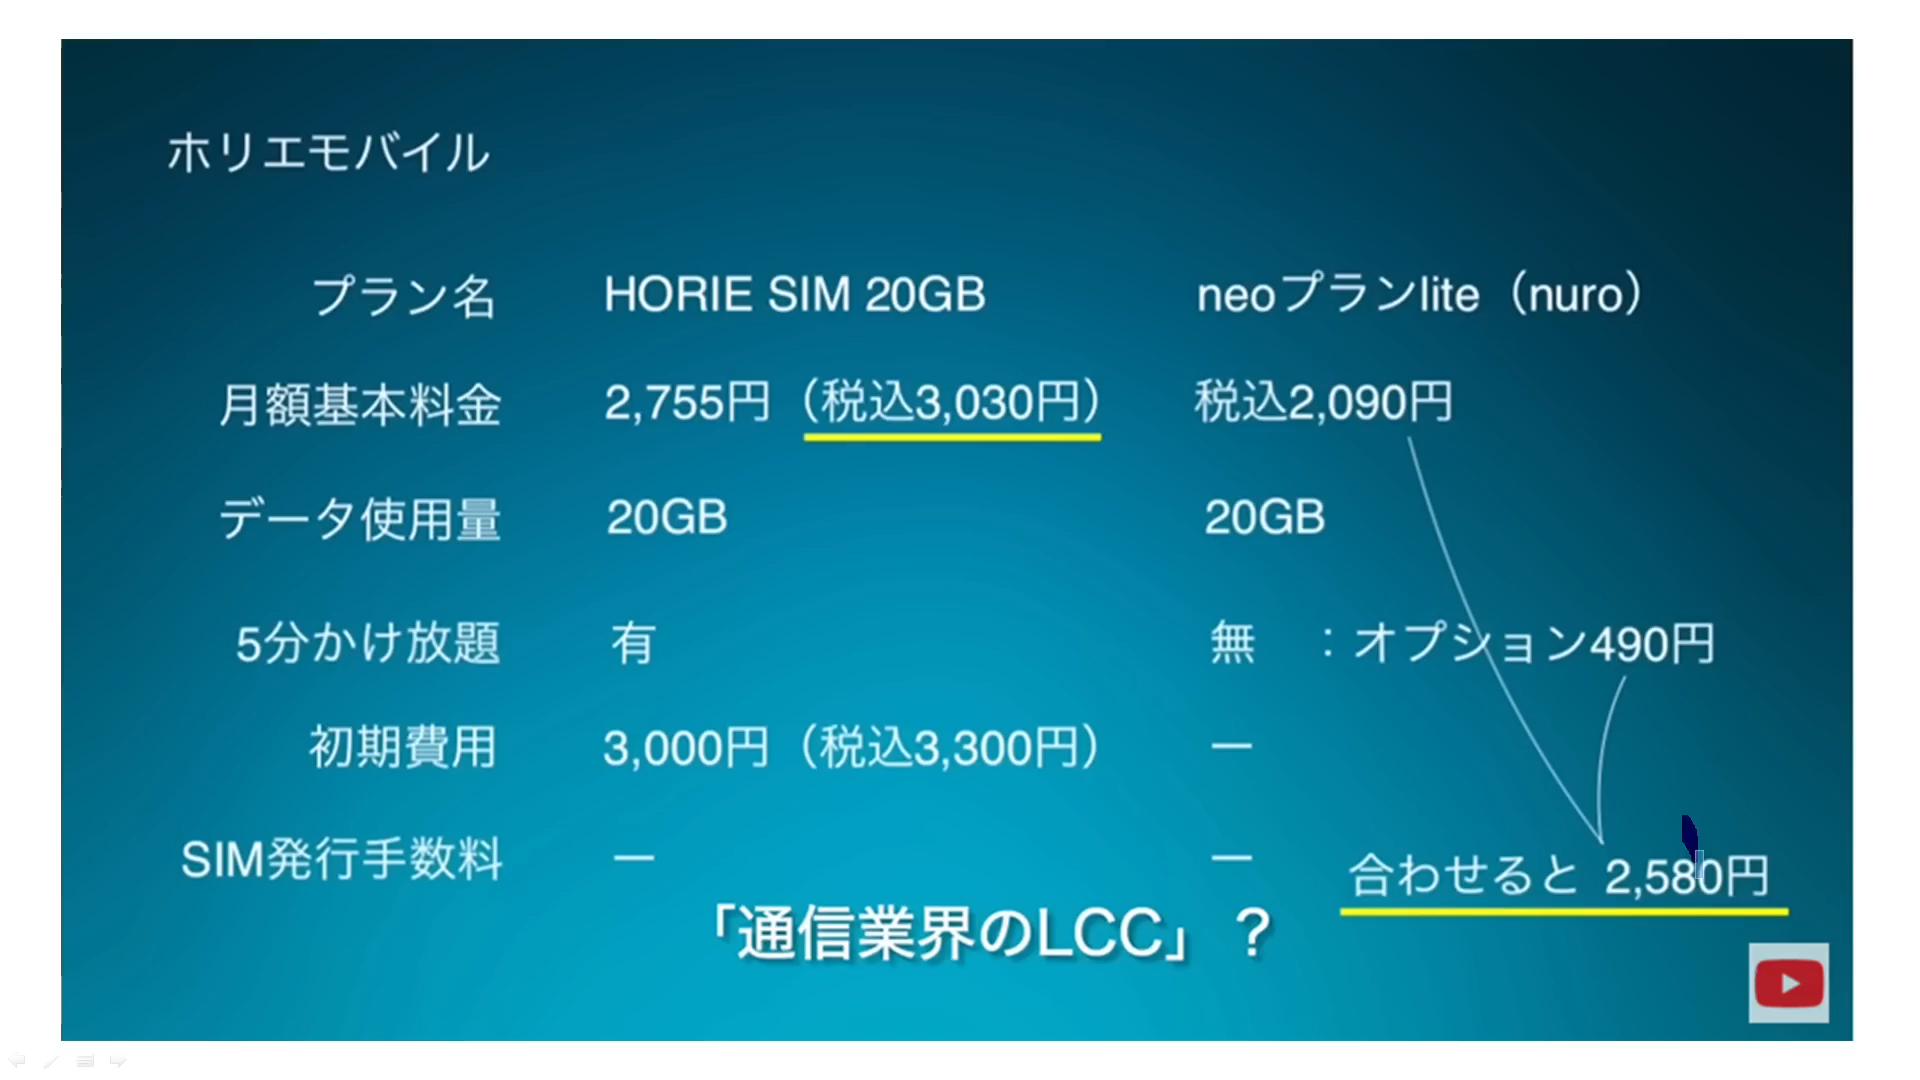 ホリエモバイル
プラン名 HORIE SIM 20GB neoプランlite（nuro）
月額基本料金 2,755円（税込3,030円） 税込2,090円
データ使用量 20GB 20GB
5分かけ放題 有 無 ：オプション490円
初期費用 3,000円（税込3,300円） ー
SIM発行手数料 ー ー
合わせると 2,580円
「通信業界のLCC」？